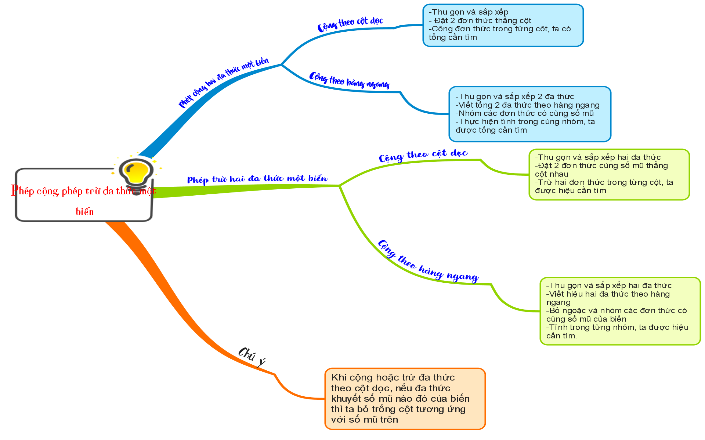 Phép cộng, phép trừ đa thức một
biến
Phép cộng hai đa thức một biến
Cộng theo cột dọc
-Thu gọn và sắp xếp
- Đặt 2 đơn thức thẳng cột
-Cộng đơn thức trong từng cột, ta có
tổng cần tìm
Cộng theo hàng ngang
-Thu gọn và sắp xếp 2 đa thức
-Viết tổng 2 đa thức theo hàng ngang
Nhóm các đơn thức có cùng số mũ
-Thực hiện tính trong cùng nhóm, ta
được tổng cần tìm
Phép trừ hai đa thức một biến
Cộng theo cột dọc
Thu gọn và sắp xếp hai đa thức
-Đặt 2 đơn thức cùng số mũ thẳng
cột nhau
Trừ hai đơn thức trong từng cột, ta
được hiệu cần tìm
Cộng theo hàng ngang
-Thu gọn và sắp xếp hai đa thức
-Viết hiệu hai đa thức theo hàng
ngang
-Bỏ ngoặc và nhóm các đơn thức có
cùng số mũ của biến
-Tính trong từng nhóm, ta được hiệu
cần tìm
Chú ý
Khi cộng hoặc trừ đa thức
theo cột dọc, nếu đa thức
khuyết số mũ nào đó của biến
thì ta bỏ trống cột tương ứng
với số mũ trên